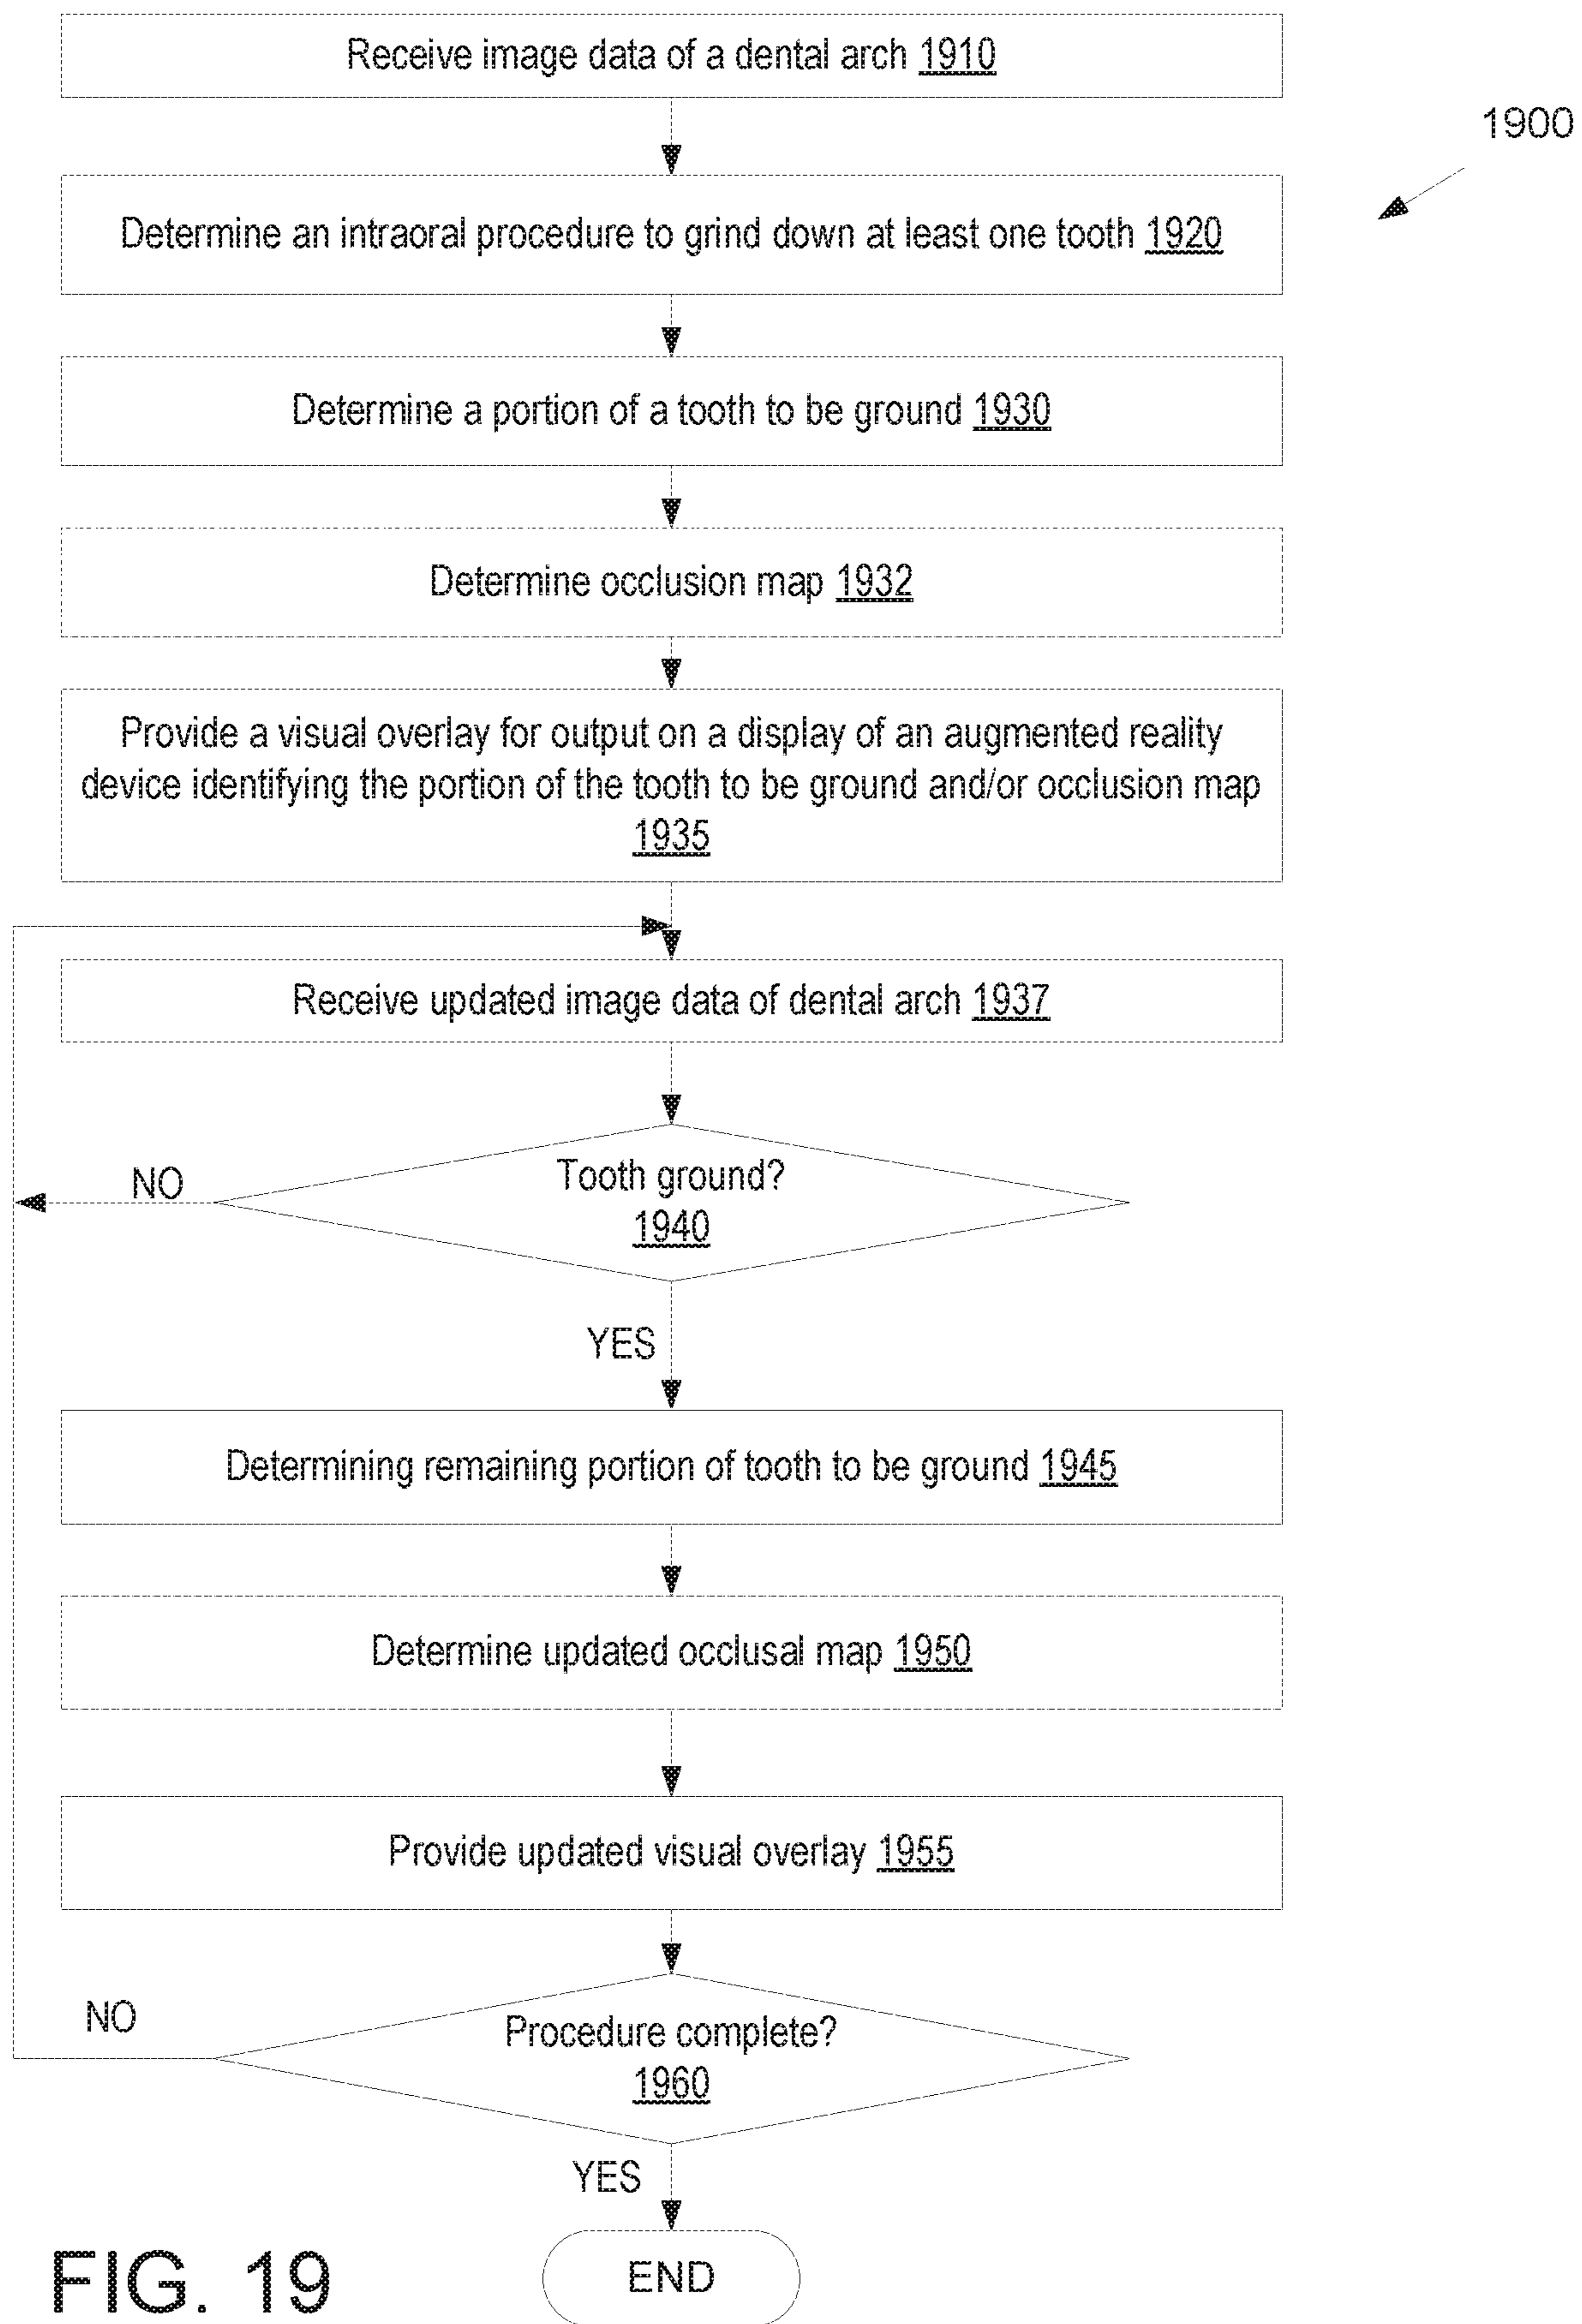 Receive image data of a dental arch 1910
1900
Determine an intraoral procedure to grind down at least one tooth 1920
Determine a portion of a tooth to be ground 1930
Determine occlusion map 1932
Provide a visual overlay for output on a display of an augmented reality
device identifying the portion of the tooth to be ground and/or occlusion map
1935
Receive updated image data of dental arch 1937
Tooth ground?
1940
NO
YES
Determining remaining portion of tooth to be ground 1945
Determine updated occlusal map 1950
Provide updated visual overlay 1955
Procedure complete?
1960
NO
YES
END
FIG. 19